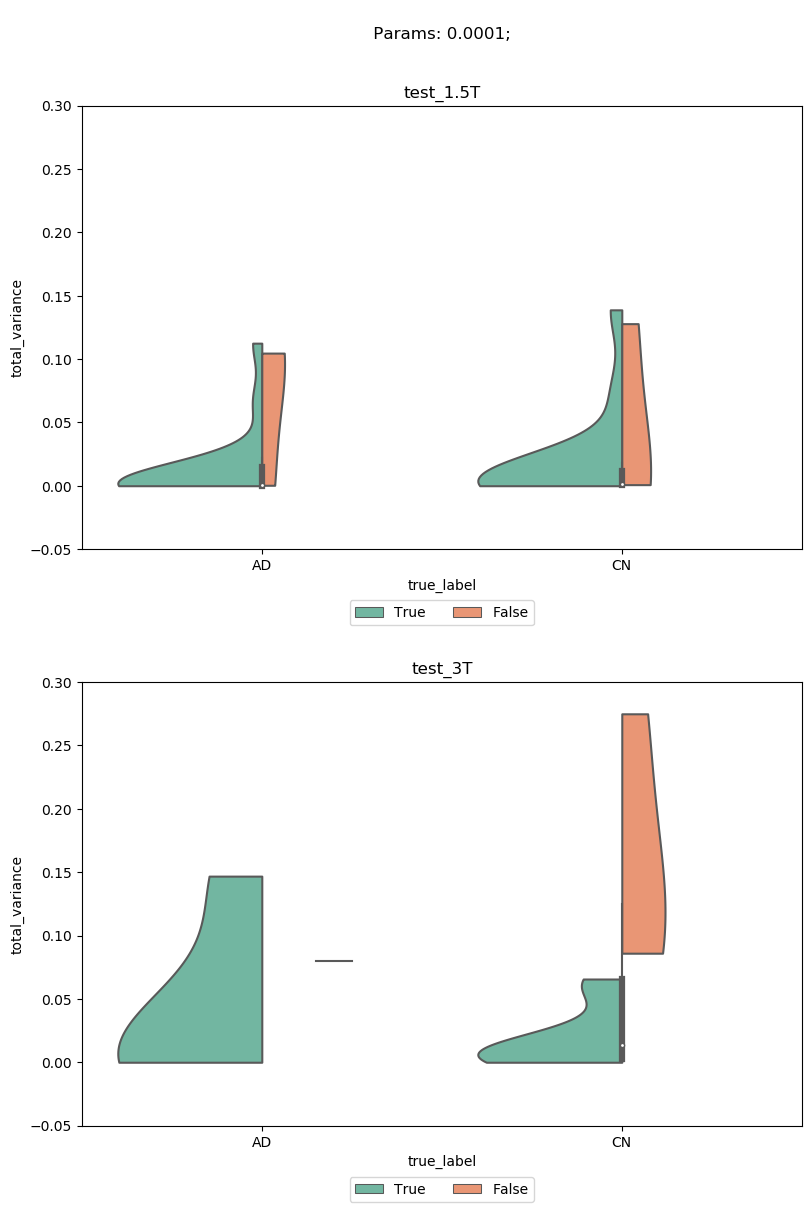 Params: 0.0001;
test_1.5T
0.30
0.25
0.20
0.15
0.10
0.05
0.00
−0.05
total_variance
AD CN
true_label
True False
test_3T
0.30
0.25
0.20
0.15
0.10
0.05
0.00
−0.05
total_variance
AD CN
true_label
True False